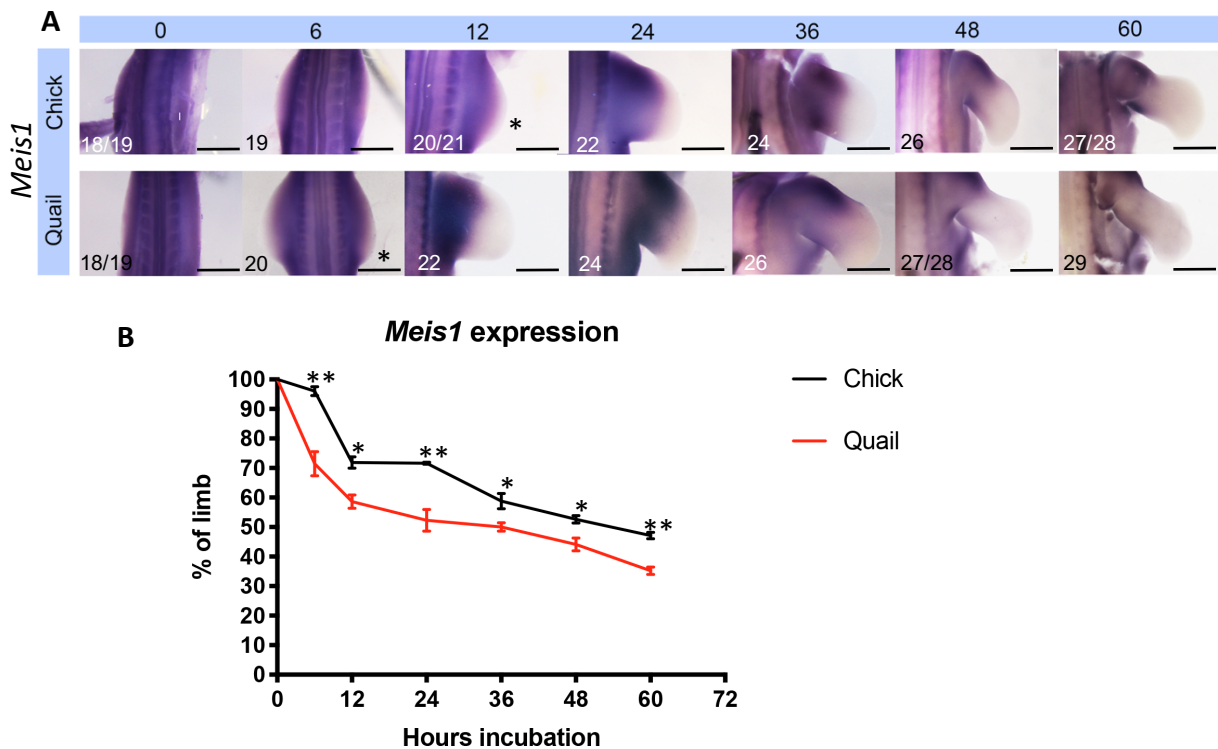 A
0 6 12 24 36 48 60
Meis1
Chick
18/19 19 20/21 * 22 24 26 27/28
Quail
18/19 20 * 22 24 26 27/28 29
B
Meis1 expression
% of limb
100
90
80
70
60
50
40
30
20
10
0
** * ** * * **
0 12 24 36 48 60 72
Hours incubation
Chick
Quail